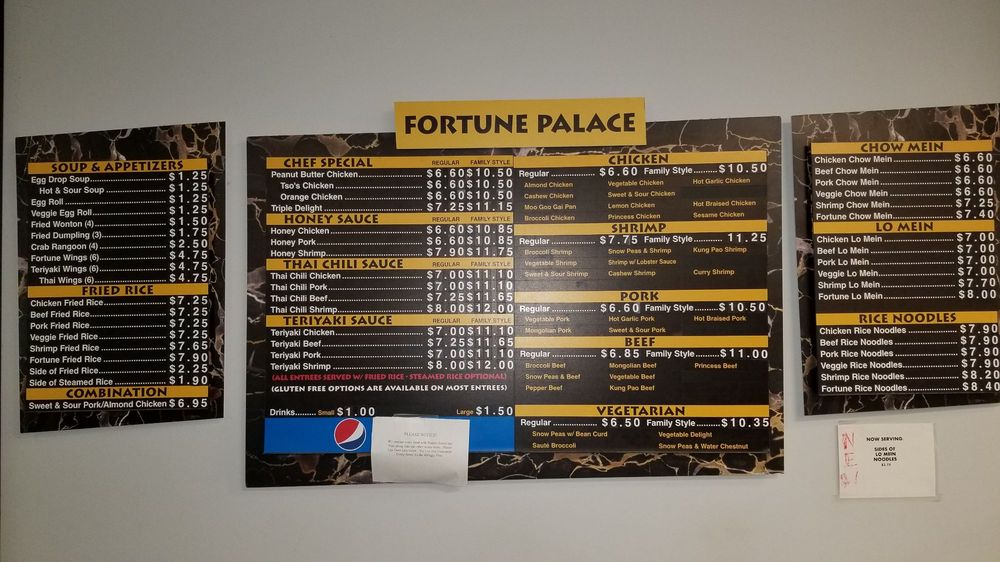 FORTUNE PALACE
SOUP & APPETIZERS
Egg Drop Soup $1.25
Hot & Sour Soup $1.25
Egg Roll $1.25
Veggie Egg Roll $1.25
Fried Wonton (4) $1.50
Fried Dumpling (3) $1.75
Crab Rangoon (4) $2.50
Fortune Wings (6) $4.75
Teriyaki Wings (6) $4.75
Thai Wings (6) $4.75
FRIED RICE
Chicken Fried Rice $7.25
Beef Fried Rice $7.25
Pork Fried Rice $7.25
Veggie Fried Rice $7.25
Shrimp Fried Rice $7.65
Fortune Fried Rice $7.90
Side of Fried Rice $2.25
Side of Steamed Rice $1.90
COMBINATION
Sweet & Sour Pork/Almond Chicken $6.95
CHEF SPECIAL REGULAR FAMILY STYLE
Peanut Butter Chicken $6.60 $10.50
Tso's Chicken $6.60 $10.50
Orange Chicken $6.60 $10.50
Triple Delight $7.25 $11.15
HONEY SAUCE REGULAR FAMILY STYLE
Honey Chicken $6.60 $10.85
Honey Pork $6.60 $10.85
Honey Shrimp $7.90 $11.75
THAI CHILI SAUCE REGULAR FAMILY STYLE
Thai Chili Chicken $7.00 $11.10
Thai Chili Pork $7.00 $11.10
Thai Chili Beef $7.25 $11.65
Thai Chili Shrimp $8.00 $12.00
TERIYAKI SAUCE REGULAR FAMILY STYLE
Teriyaki Chicken $7.00 $11.10
Teriyaki Beef $7.25 $11.65
Teriyaki Pork $7.00 $11.10
Teriyaki Shrimp $8.00 $12.00
(ALL ENTREES SERVED W/ FRIED RICE - STEAMED RICE OPTIONAL)
(GLUTEN FREE OPTIONS ARE AVAILABLE ON MOST ENTREES)
Drinks Small $1.00 Large $1.50
PLEASE NOTICE!
CHICKEN
Regular $6.60 Family Style $10.50
Almond Chicken Vegetable Chicken Hot Garlic Chicken
Cashew Chicken Sweet & Sour Chicken
Moo Goo Gai Pan Lemon Chicken Hot Braised Chicken
Broccoli Chicken Princess Chicken Sesame Chicken
SHRIMP
Regular $7.75 Family Style 11.25
Broccoli Shrimp Snow Peas & Shrimp Kung Pao Shrimp
Vegetable Shrimp Shrimp w/ Lobster Sauce
Sweet & Sour Shrimp Cashew Shrimp Curry Shrimp
PORK
Regular $6.60 Family Style $10.50
Vegetable Pork Hot Garlic Pork Hot Braised Pork
Mongolian Pork Sweet & Sour Pork
BEEF
Regular $6.85 Family Style $11.00
Broccoli Beef Mongolian Beef Princess Beef
Snow Peas & Beef Vegetable Beef
Pepper Beef Kung Pao Beef
VEGETARIAN
Regular $6.50 Family Style $10.35
Snow Peas w/ Bean Curd Vegetable Delight
Sauté Broccoli Snow Peas & Water Chestnut
CHOW MEIN
Chicken Chow Mein $6.60
Beef Chow Mein $6.60
Pork Chow Mein $6.60
Veggie Chow Mein $6.60
Shrimp Chow Mein $7.25
Fortune Chow Mein $7.40
LO MEIN
Chicken Lo Mein $7.00
Beef Lo Mein $7.00
Pork Lo Mein $7.00
Veggie Lo Mein $7.00
Shrimp Lo Mein $7.70
Fortune Lo Mein $8.00
RICE NOODLES
Chicken Rice Noodles $7.90
Beef Rice Noodles $7.90
Pork Rice Noodles $7.90
Veggie Rice Noodles $7.90
Shrimp Rice Noodles $8.20
Fortune Rice Noodles $8.40
NEW!
NOW SERVING
SIDES OF
LO MEIN
NOODLES